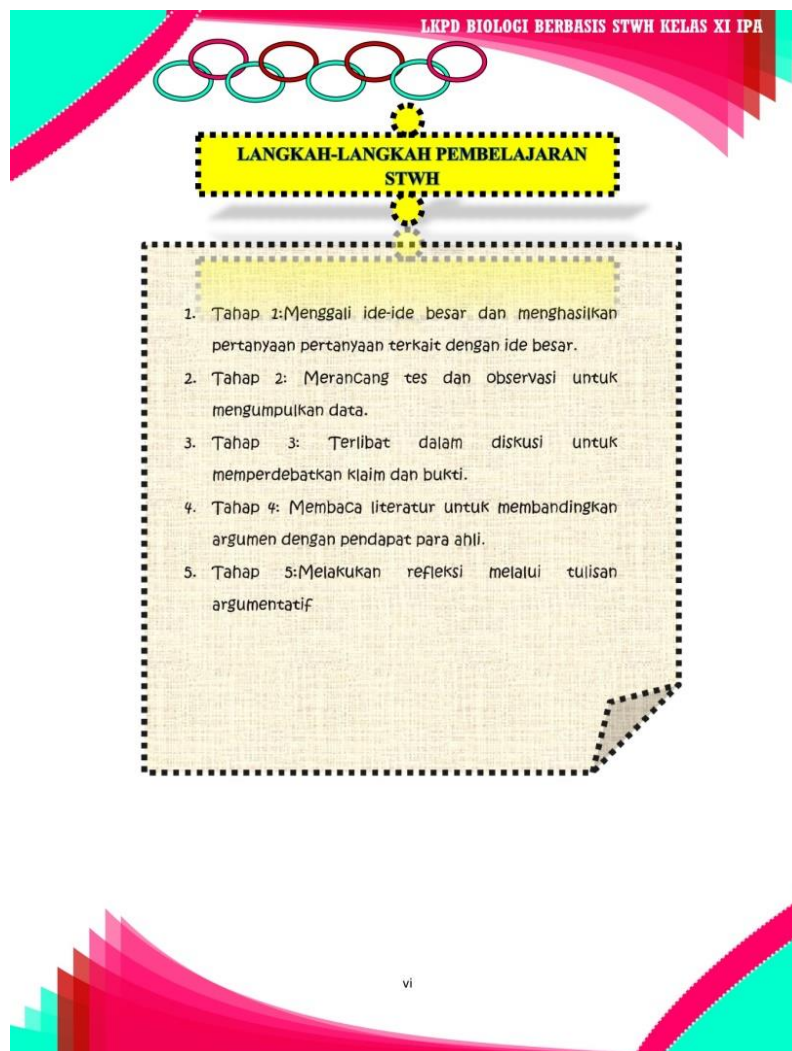 LKPD BIOLOGI BERBASIS STWH KELAS XI IPA
LANGKAH-LANGKAH PEMBELAJARAN
STWH
1. Tahap 1:Menggali ide-ide besar dan menghasilkan
pertanyaan pertanyaan terkait dengan ide besar.
2. Tahap 2: Merancang tes dan observasi untuk
mengumpulkan data.
3. Tahap 3: Terlibat dalam diskusi untuk
memperdebatkan klaim dan bukti.
4. Tahap 4: Membaca literatur untuk membandingkan
argumen dengan pendapat para ahli.
5. Tahap 5:Melakukan refleksi melalui tulisan
argumentatif
vi